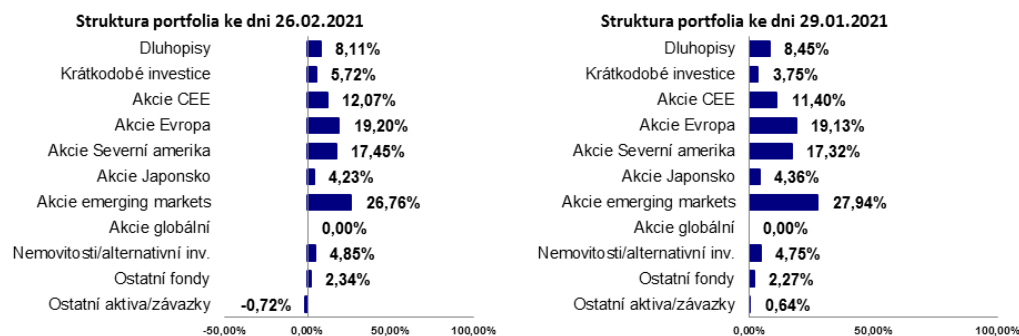 Struktura portfolia ke dni 26.02.2021
Dluhopisy 8,11%
Krátkodobé investice 5,72%
Akcie CEE 12,07%
Akcie Evropa 19,20%
Akcie Severní amerika 17,45%
Akcie Japonsko 4,23%
Akcie emerging markets 26,76%
Akcie globální 0,00%
Nemovitosti/alternativní inv. 4,85%
Ostatní fondy 2,34%
Ostatní aktiva/závazky -0,72%
-50,00% 0,00% 50,00% 100,00%
Struktura portfolia ke dni 29.01.2021
Dluhopisy 8,45%
Krátkodobé investice 3,75%
Akcie CEE 11,40%
Akcie Evropa 19,13%
Akcie Severní amerika 17,32%
Akcie Japonsko 4,36%
Akcie emerging markets 27,94%
Akcie globální 0,00%
Nemovitosti/alternativní inv. 4,75%
Ostatní fondy 2,27%
Ostatní aktiva/závazky 0,64%
0,00% 50,00% 100,00%